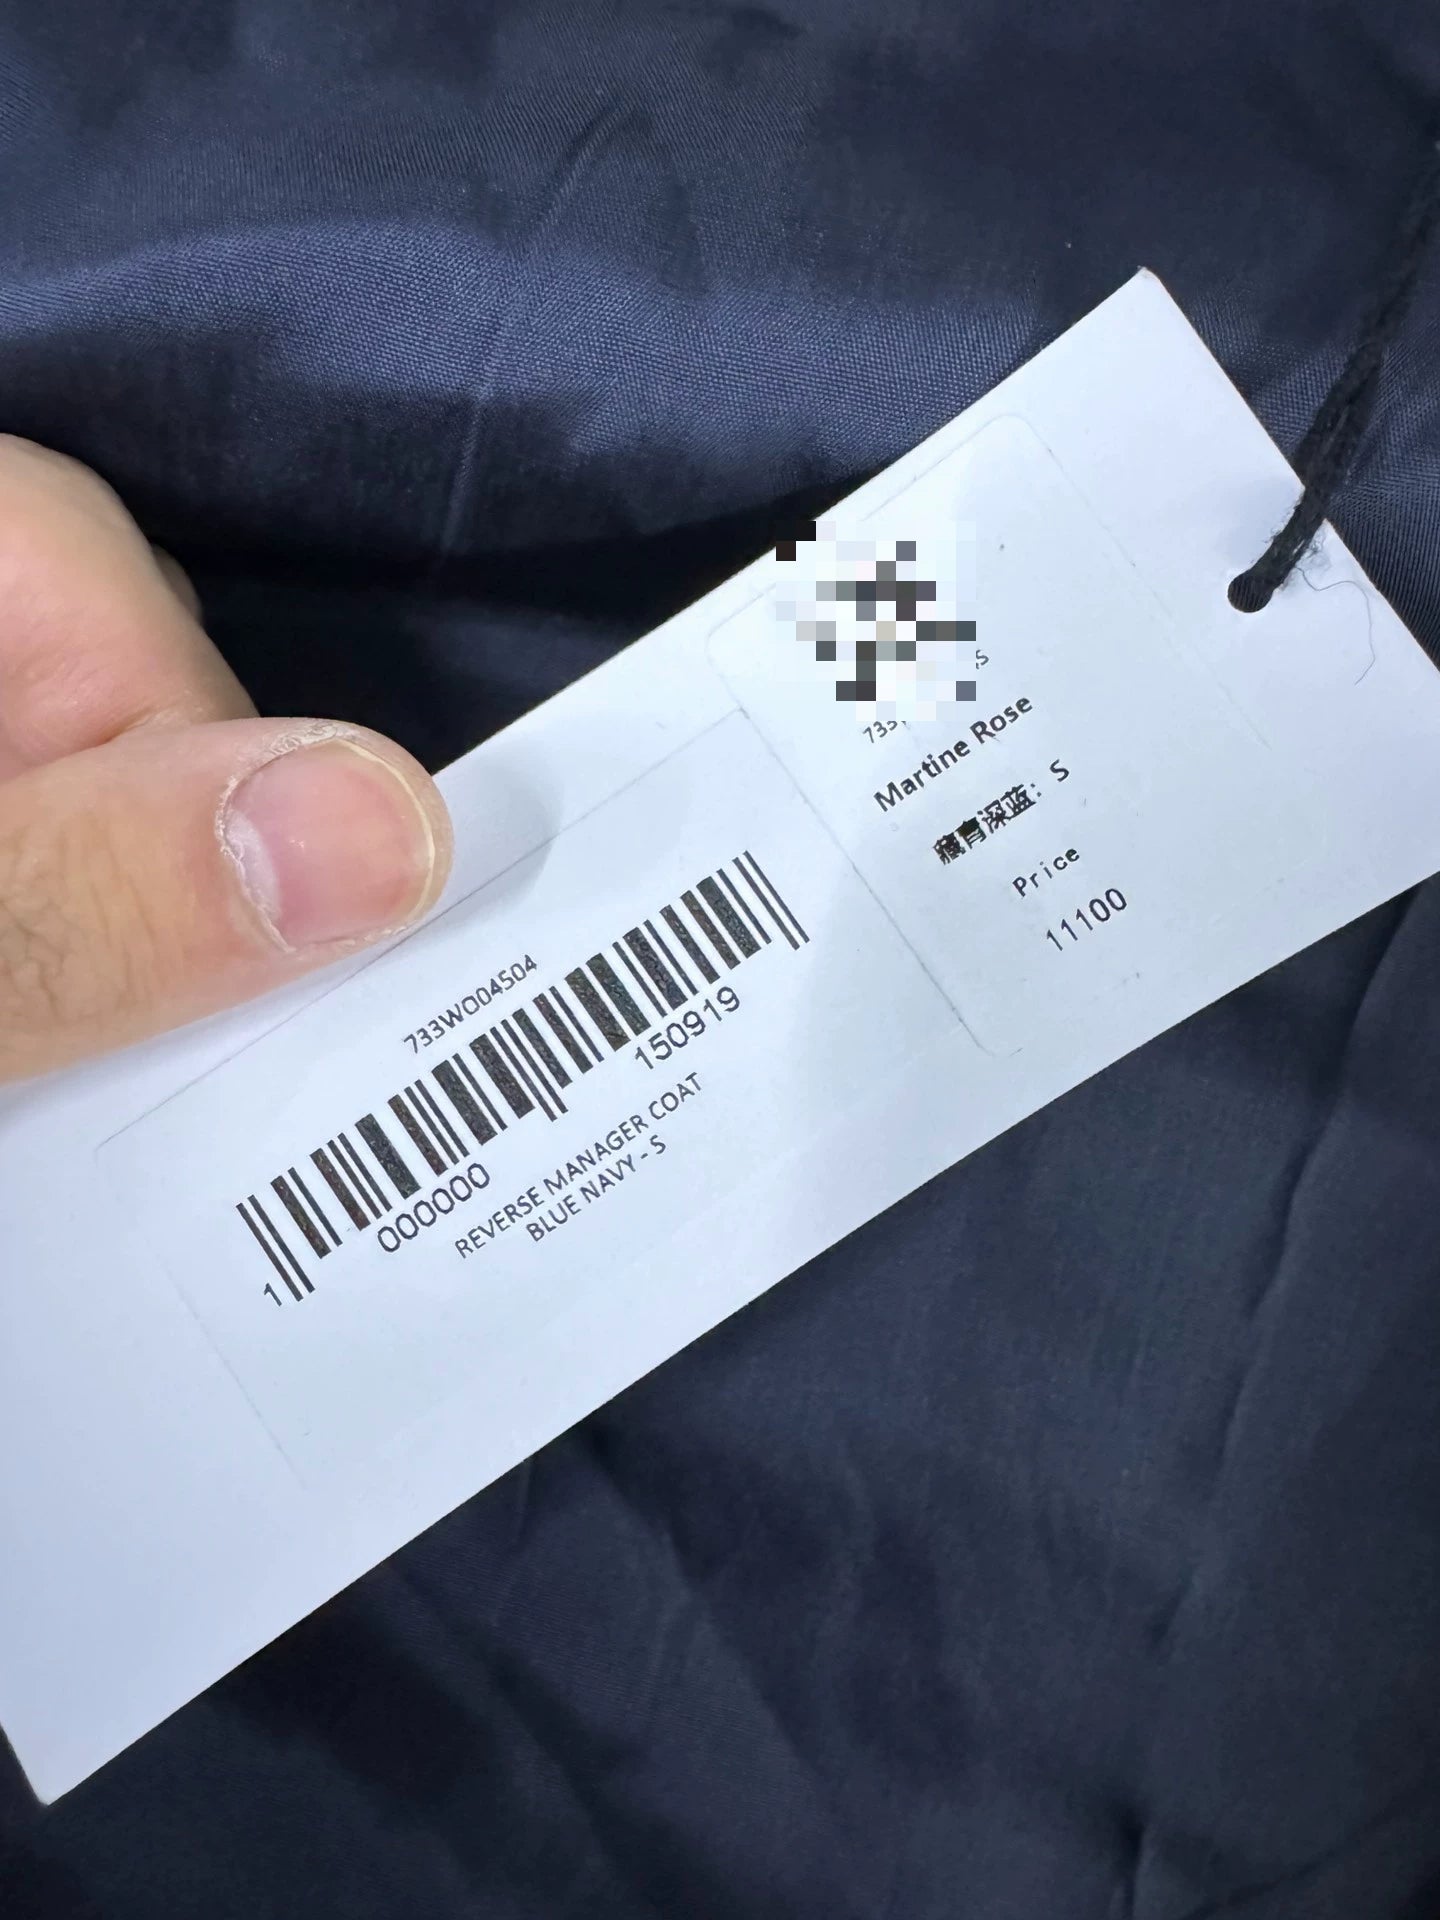 Martine Rose
藏青深蓝: S
Price
11100
733WO04504
1 000000 150919
REVERSE MANAGER COAT
BLUE NAVY - S